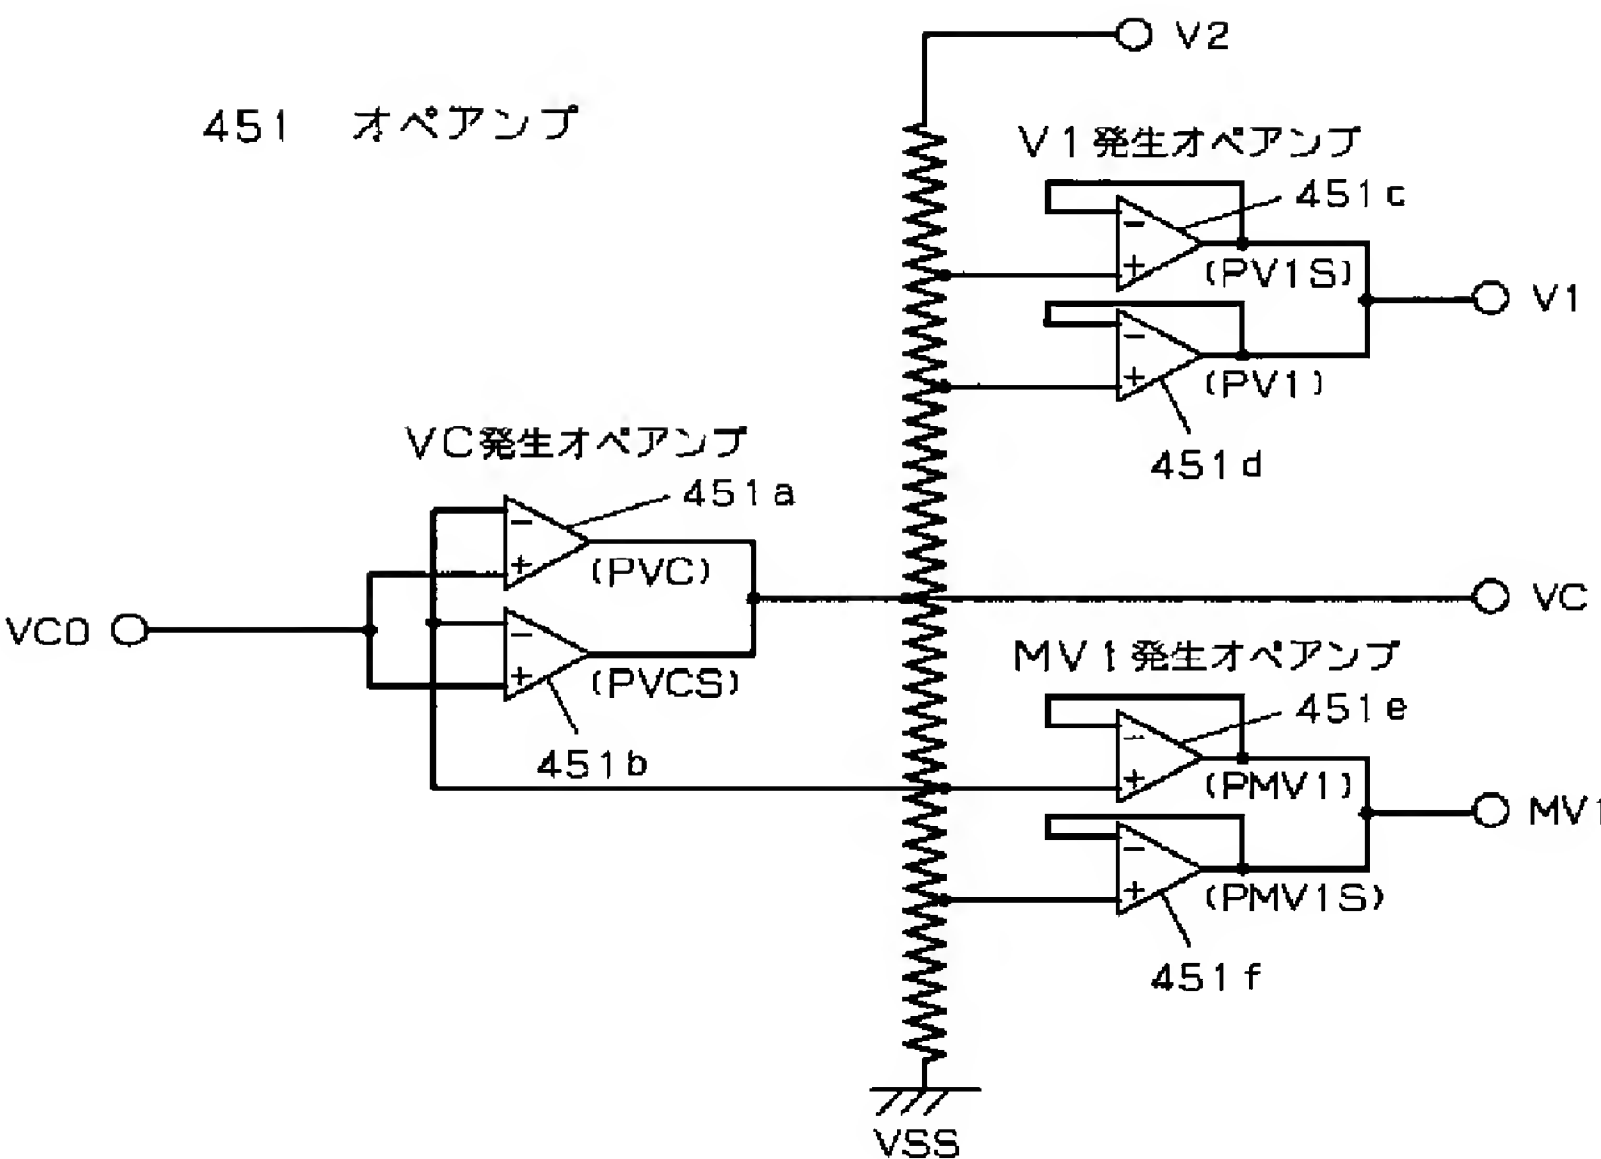 V2
451 オペアンプ
V1発生オペアンプ
451c
−
+
(PV1S)
V1
−
+
(PV1)
451d
VC発生オペアンプ
451a
−
+
(PVC)
VC
VCD
−
+
(PVCS)
451b
MV1発生オペアンプ
451e
−
+
(PMV1)
MV1
−
+
(PMV1S)
451f
VSS